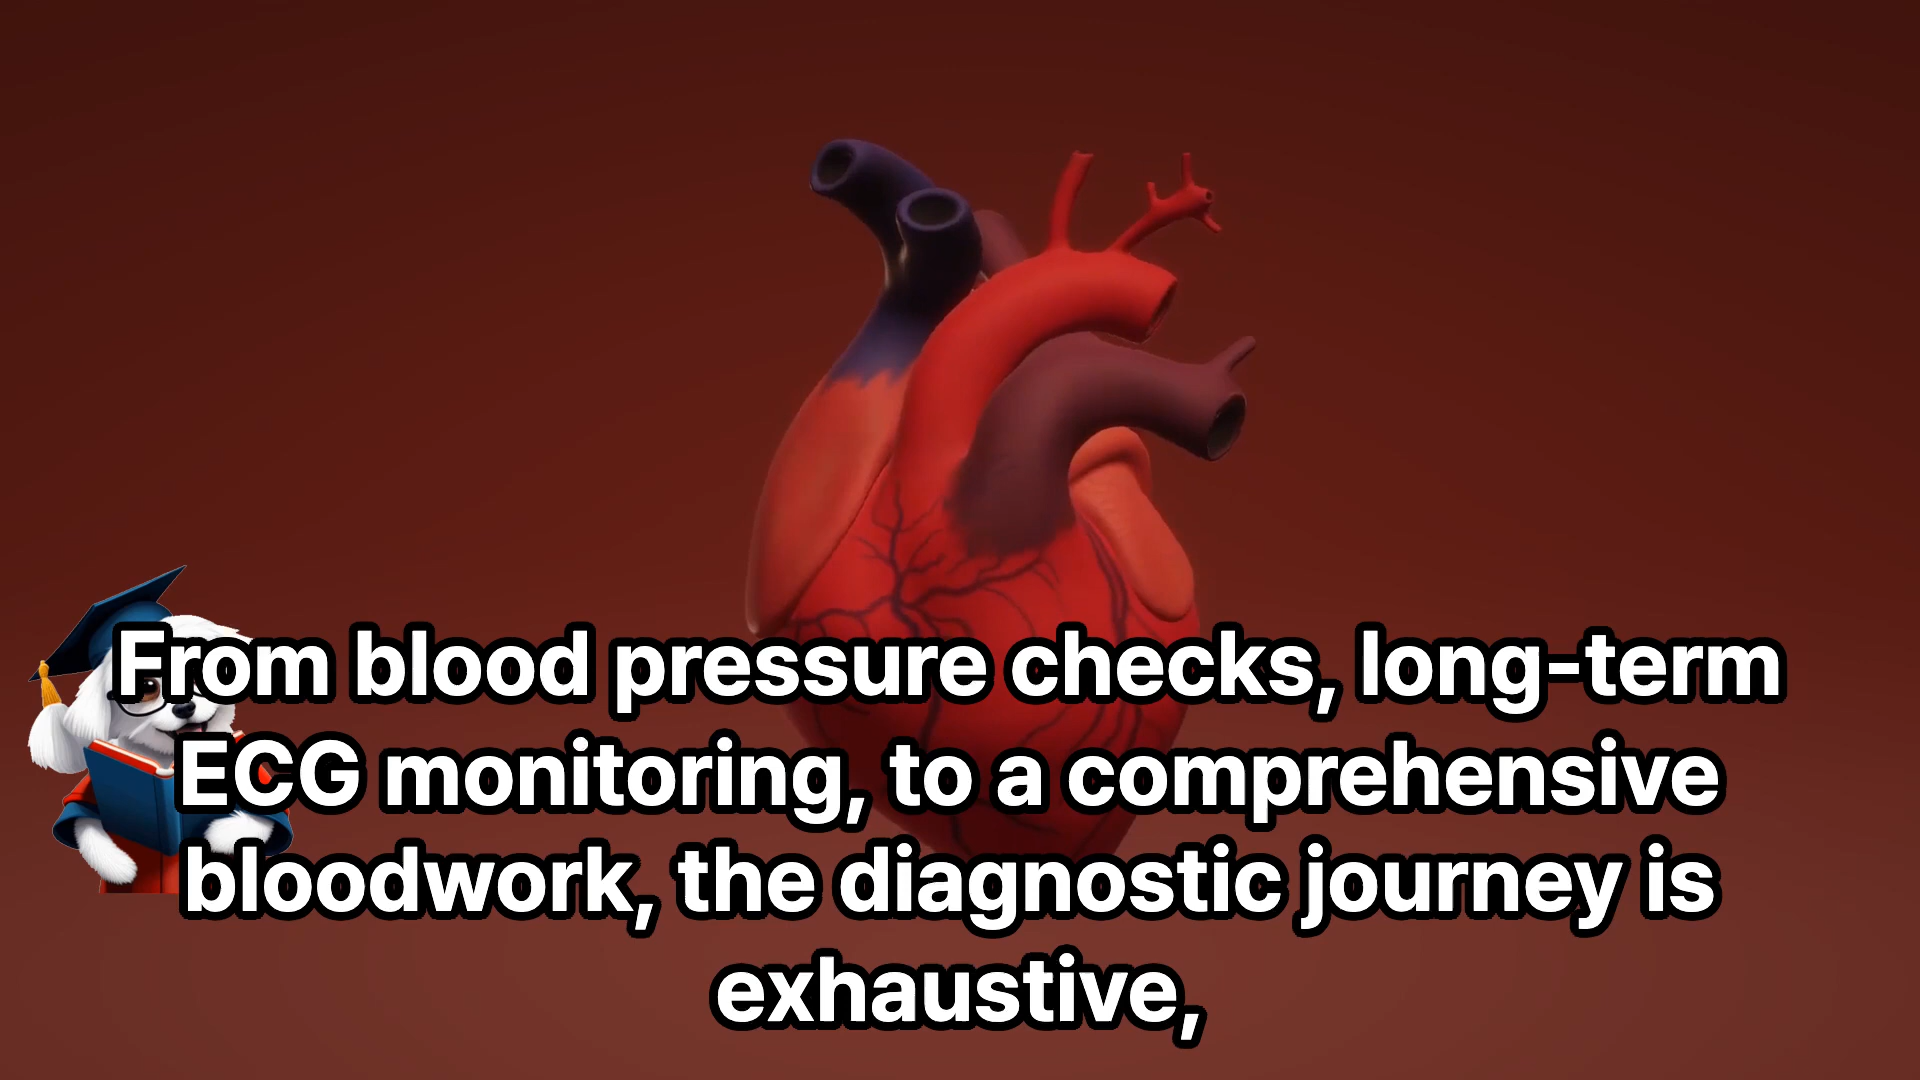 From blood pressure checks, long-term
ECG monitoring, to a comprehensive
bloodwork, the diagnostic journey is
exhaustive,